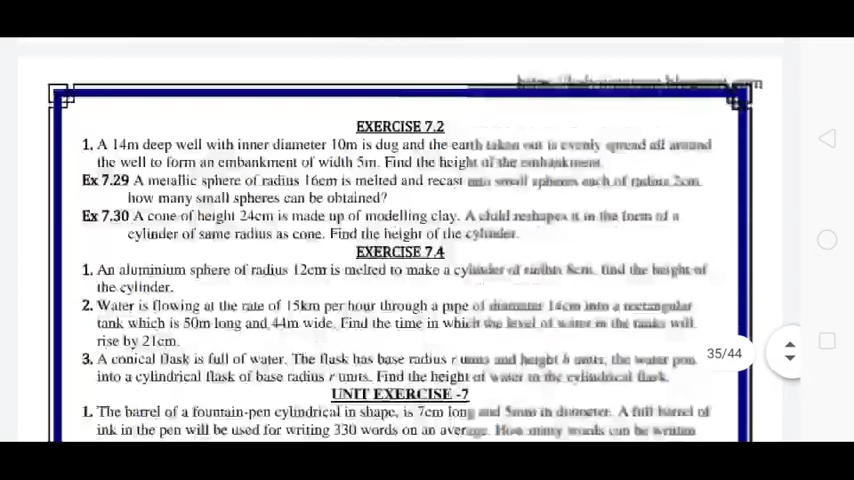 EXERCISE 7.2
1. A 14m deep well with inner diameter 10m is dug and the earth taken out is evenly spread all around
the well to form an embankment of width 5m. Find the height of the embankment.
Ex 7.29 A metallic sphere of radius 16cm is melted and recast into small spheres each of radius 2cm.
how many small spheres can be obtained?
Ex 7.30 A cone of height 24cm is made up of modelling clay. A child reshapes it in the form of a
cylinder of same radius as cone. Find the height of the cylinder.
EXERCISE 7.4
1. An aluminium sphere of radius 12cm is melted to make a cylinder of radius 8cm. find the height of
the cylinder.
2. Water is flowing at the rate of 15km per hour through a pipe of diameter 14cm into a rectangular
tank which is 50m long and 44m wide. Find the time in which the level of water in the tanks will
rise by 21cm.
3. A conical flask is full of water. The flask has base radius r units and height h units, the water
35/44
into a cylindrical flask of base radius r units. Find the height of water in the cylindrical flask.
UNIT EXERCISE -7
1. The barrel of a fountain-pen cylindrical in shape, is 7cm long and 5mm in diameter. A full barrel of
ink in the pen will be used for writing 330 words on an average. How many words can be written